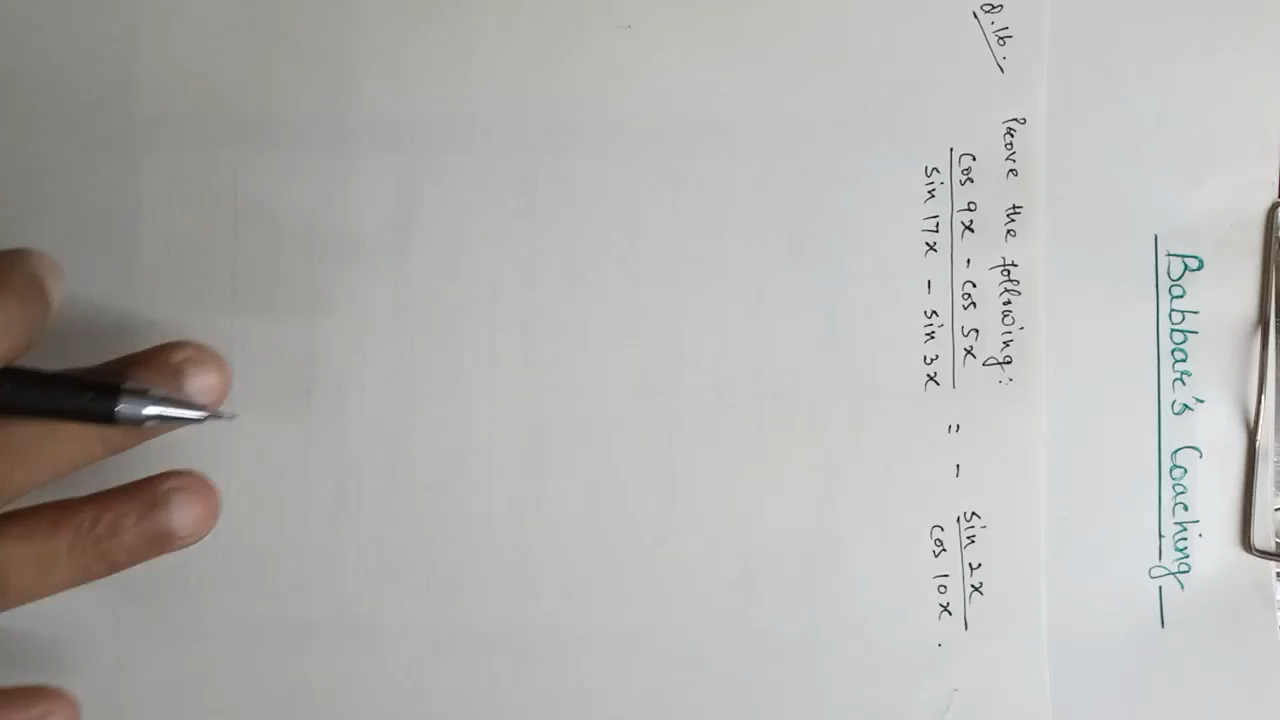 Babbar's Coaching
Q.16.
Prove the following:
cos 9x - cos 5x
sin 17x - sin 3x
= -
sin 2x
cos 10x .